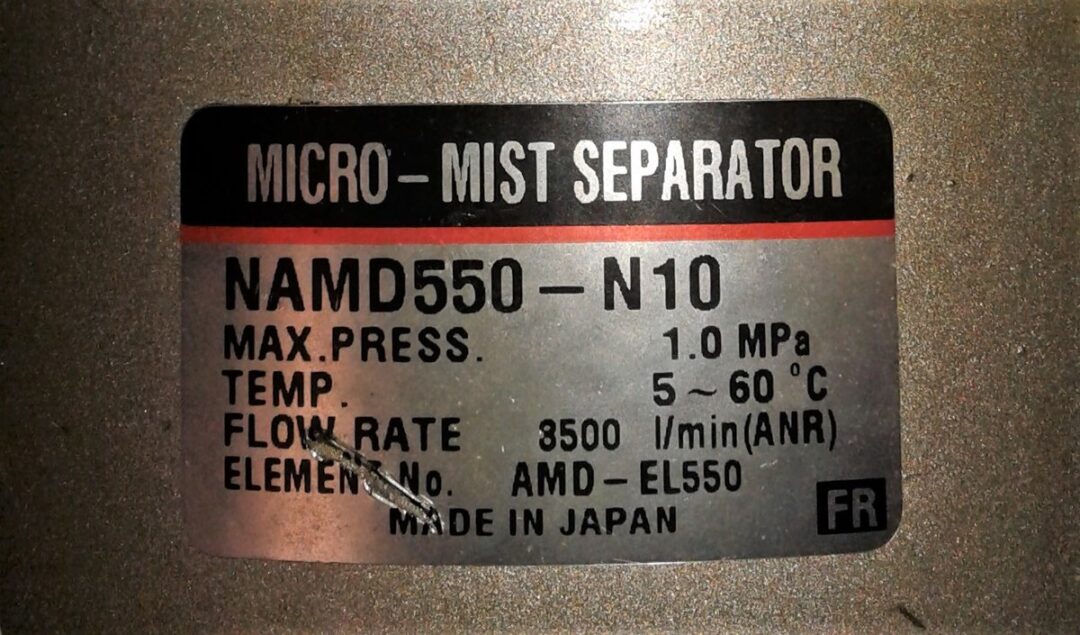 MICRO - MIST SEPARATOR
NAMD550 - N10
MAX.PRESS. 1.0 MPa
TEMP. 5 ~ 60 °C
FLOW RATE 8500 l/min(ANR)
ELEMENT No. AMD - EL550
MADE IN JAPAN
FR